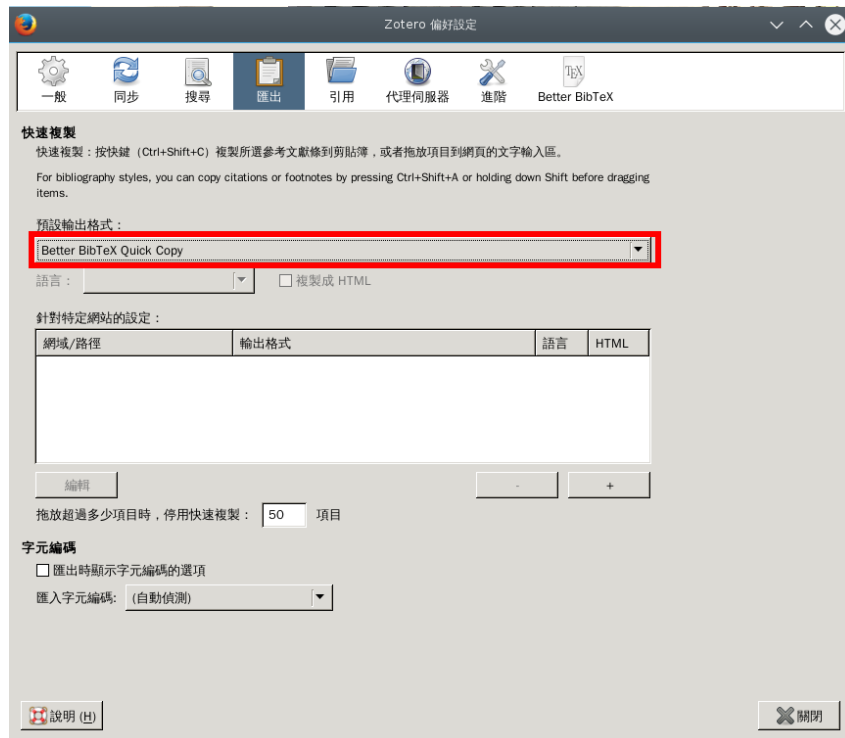 Zotero 偏好設定
一般 同步 搜尋 匯出 引用 代理伺服器 進階 Better BibTeX
TEX
快速複製
快速複製：按快鍵（Ctrl+Shift+C）複製所選參考文獻條到剪貼簿，或者拖放項目到網頁的文字輸入區。
For bibliography styles, you can copy citations or footnotes by pressing Ctrl+Shift+A or holding down Shift before dragging
items.
預設輸出格式：
Better BibTeX Quick Copy
語言： 複製成 HTML
針對特定網站的設定：
網域/路徑 輸出格式 語言 HTML
編輯 - +
拖放超過多少項目時，停用快速複製： 50 項目
字元編碼
匯出時顯示字元編碼的選項
匯入字元編碼: (自動偵測)
說明 (H) 關閉